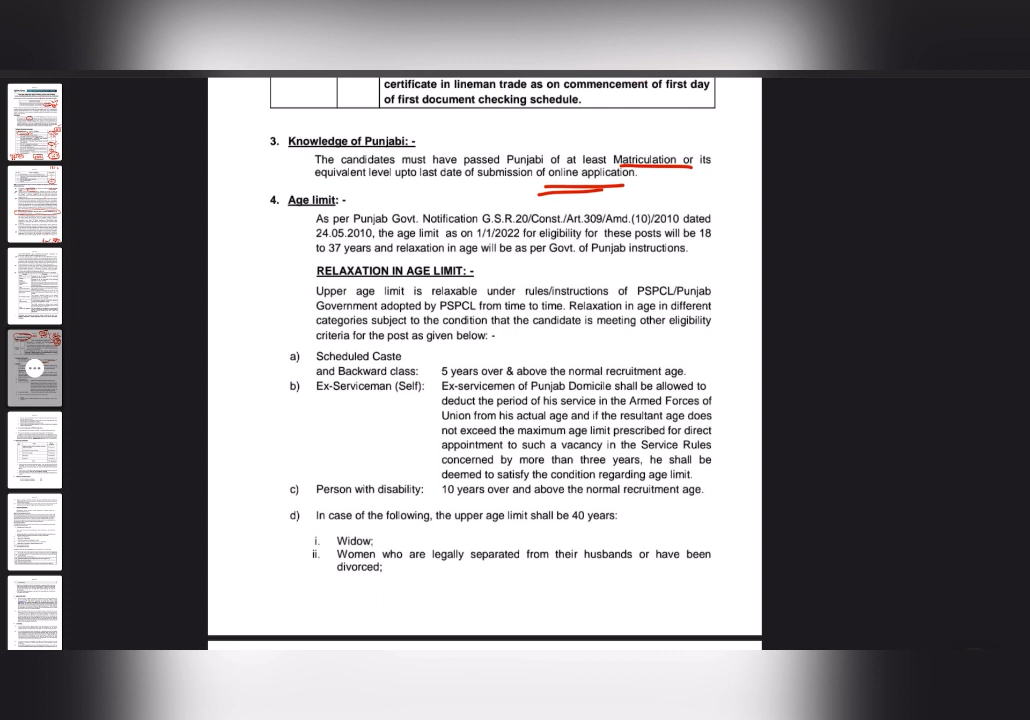 certificate in lineman trade as on commencement of first day
of first document checking schedule.
3. Knowledge of Punjabi: -
The candidates must have passed Punjabi of at least Matriculation or its
equivalent level upto last date of submission of online application.
4. Age limit: -
As per Punjab Govt. Notification G.S.R.20/Const./Art.309/Amd.(10)/2010 dated
24.05.2010, the age limit as on 1/1/2022 for eligibility for these posts will be 18
to 37 years and relaxation in age will be as per Govt. of Punjab instructions.
RELAXATION IN AGE LIMIT: -
Upper age limit is relaxable under rules/instructions of PSPCL/Punjab
Government adopted by PSPCL from time to time. Relaxation in age in different
categories subject to the condition that the candidate is meeting other eligibility
criteria for the post as given below: -
a) Scheduled Caste
and Backward class: 5 years over & above the normal recruitment age.
b) Ex-Serviceman (Self): Ex-servicemen of Punjab Domicile shall be allowed to
deduct the period of his service in the Armed Forces of
Union from his actual age and if the resultant age does
not exceed the maximum age limit prescribed for direct
appointment to such a vacancy in the Service Rules
concerned by more than three years, he shall be
deemed to satisfy the condition regarding age limit.
c) Person with disability: 10 years over and above the normal recruitment age.
d) In case of the following, the upper age limit shall be 40 years:
i. Widow;
ii. Women who are legally separated from their husbands or have been
divorced;